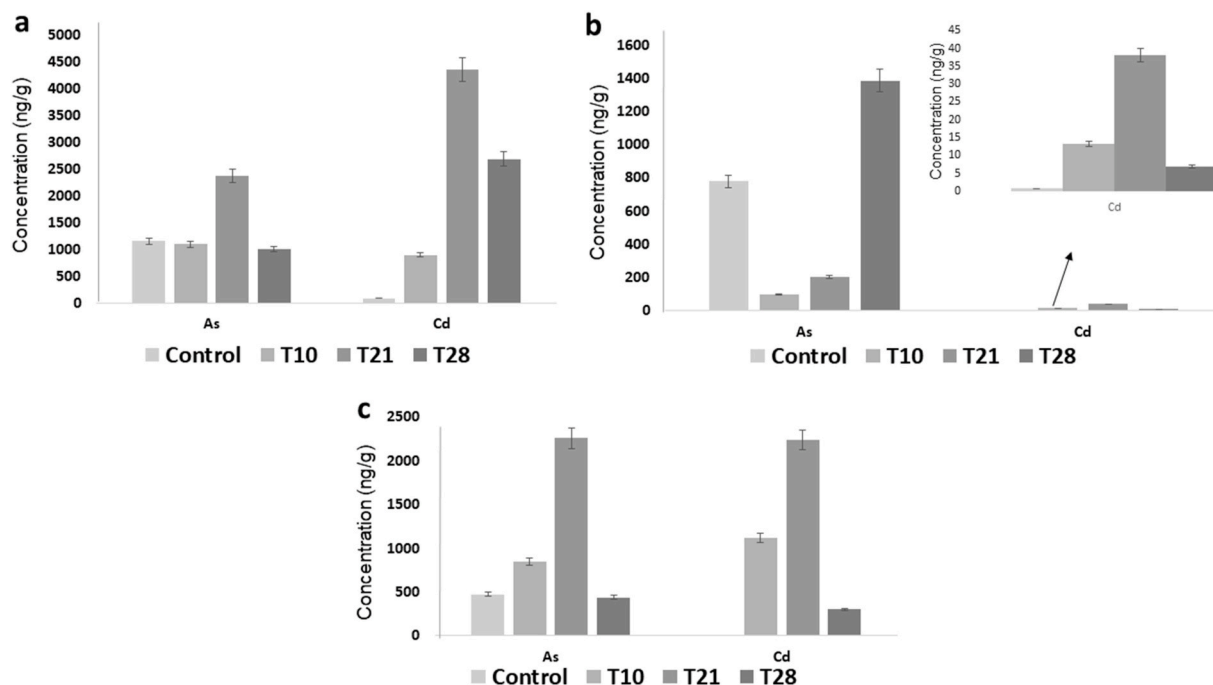 a
Concentration (ng/g)
5000
4500
4000
3500
3000
2500
2000
1500
1000
500
0
As Cd
Control T10 T21 T28
b
Concentration (ng/g)
1600
1400
1200
1000
800
600
400
200
0
As Cd
Control T10 T21 T28
Concentration (ng/g)
45
40
35
30
25
20
15
10
5
0
Cd
c
Concentration (ng/g)
2500
2000
1500
1000
500
0
As Cd
Control T10 T21 T28